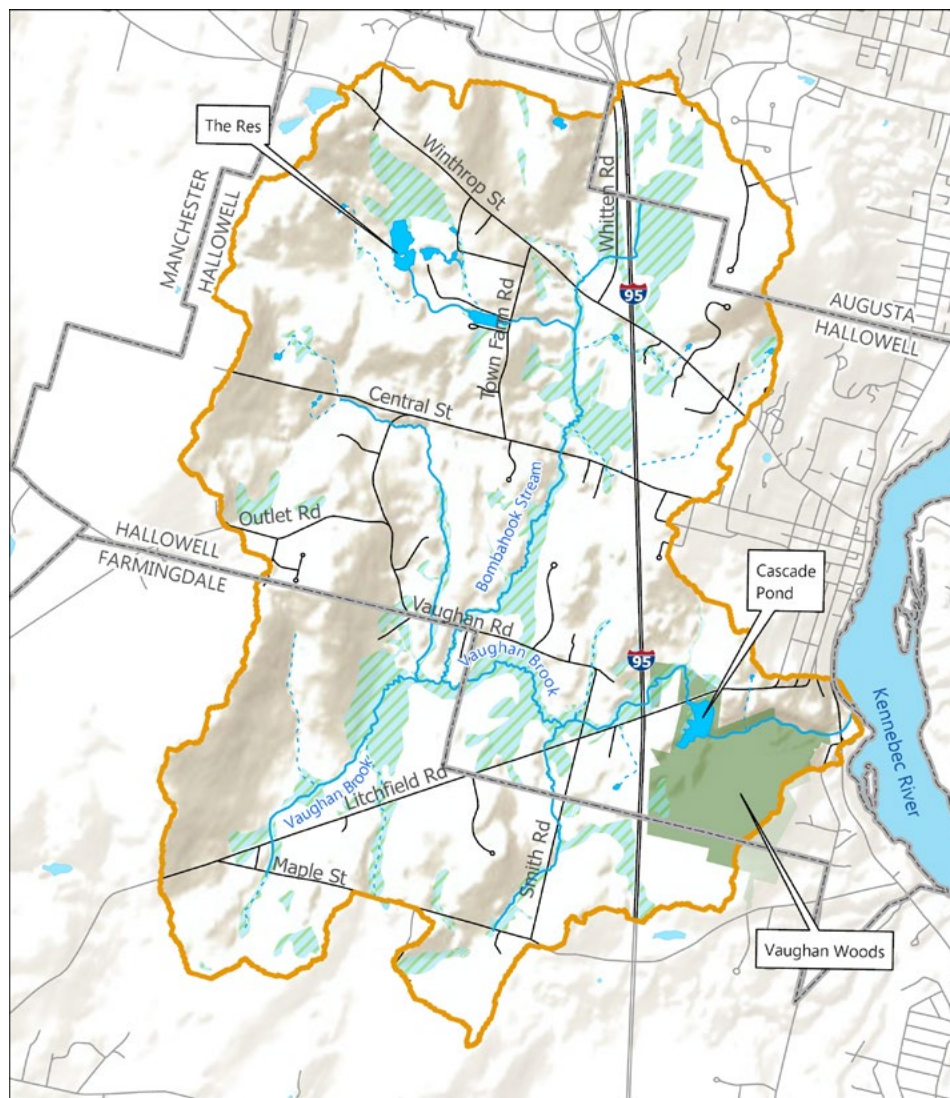 The Res
Winthrop St
Whitten Rd
MANCHESTER
HALLOWELL
95
AUGUSTA
HALLOWELL
Town Farm Rd
Central St
Bombahook Stream
Outlet Rd
HALLOWELL
FARMINGDALE
Cascade
Pond
Vaughan Rd
Vaughan Brook
95
Kennebec River
Vaughan Brook
Litchfield Rd
Smith Rd
Maple St
Vaughan Woods